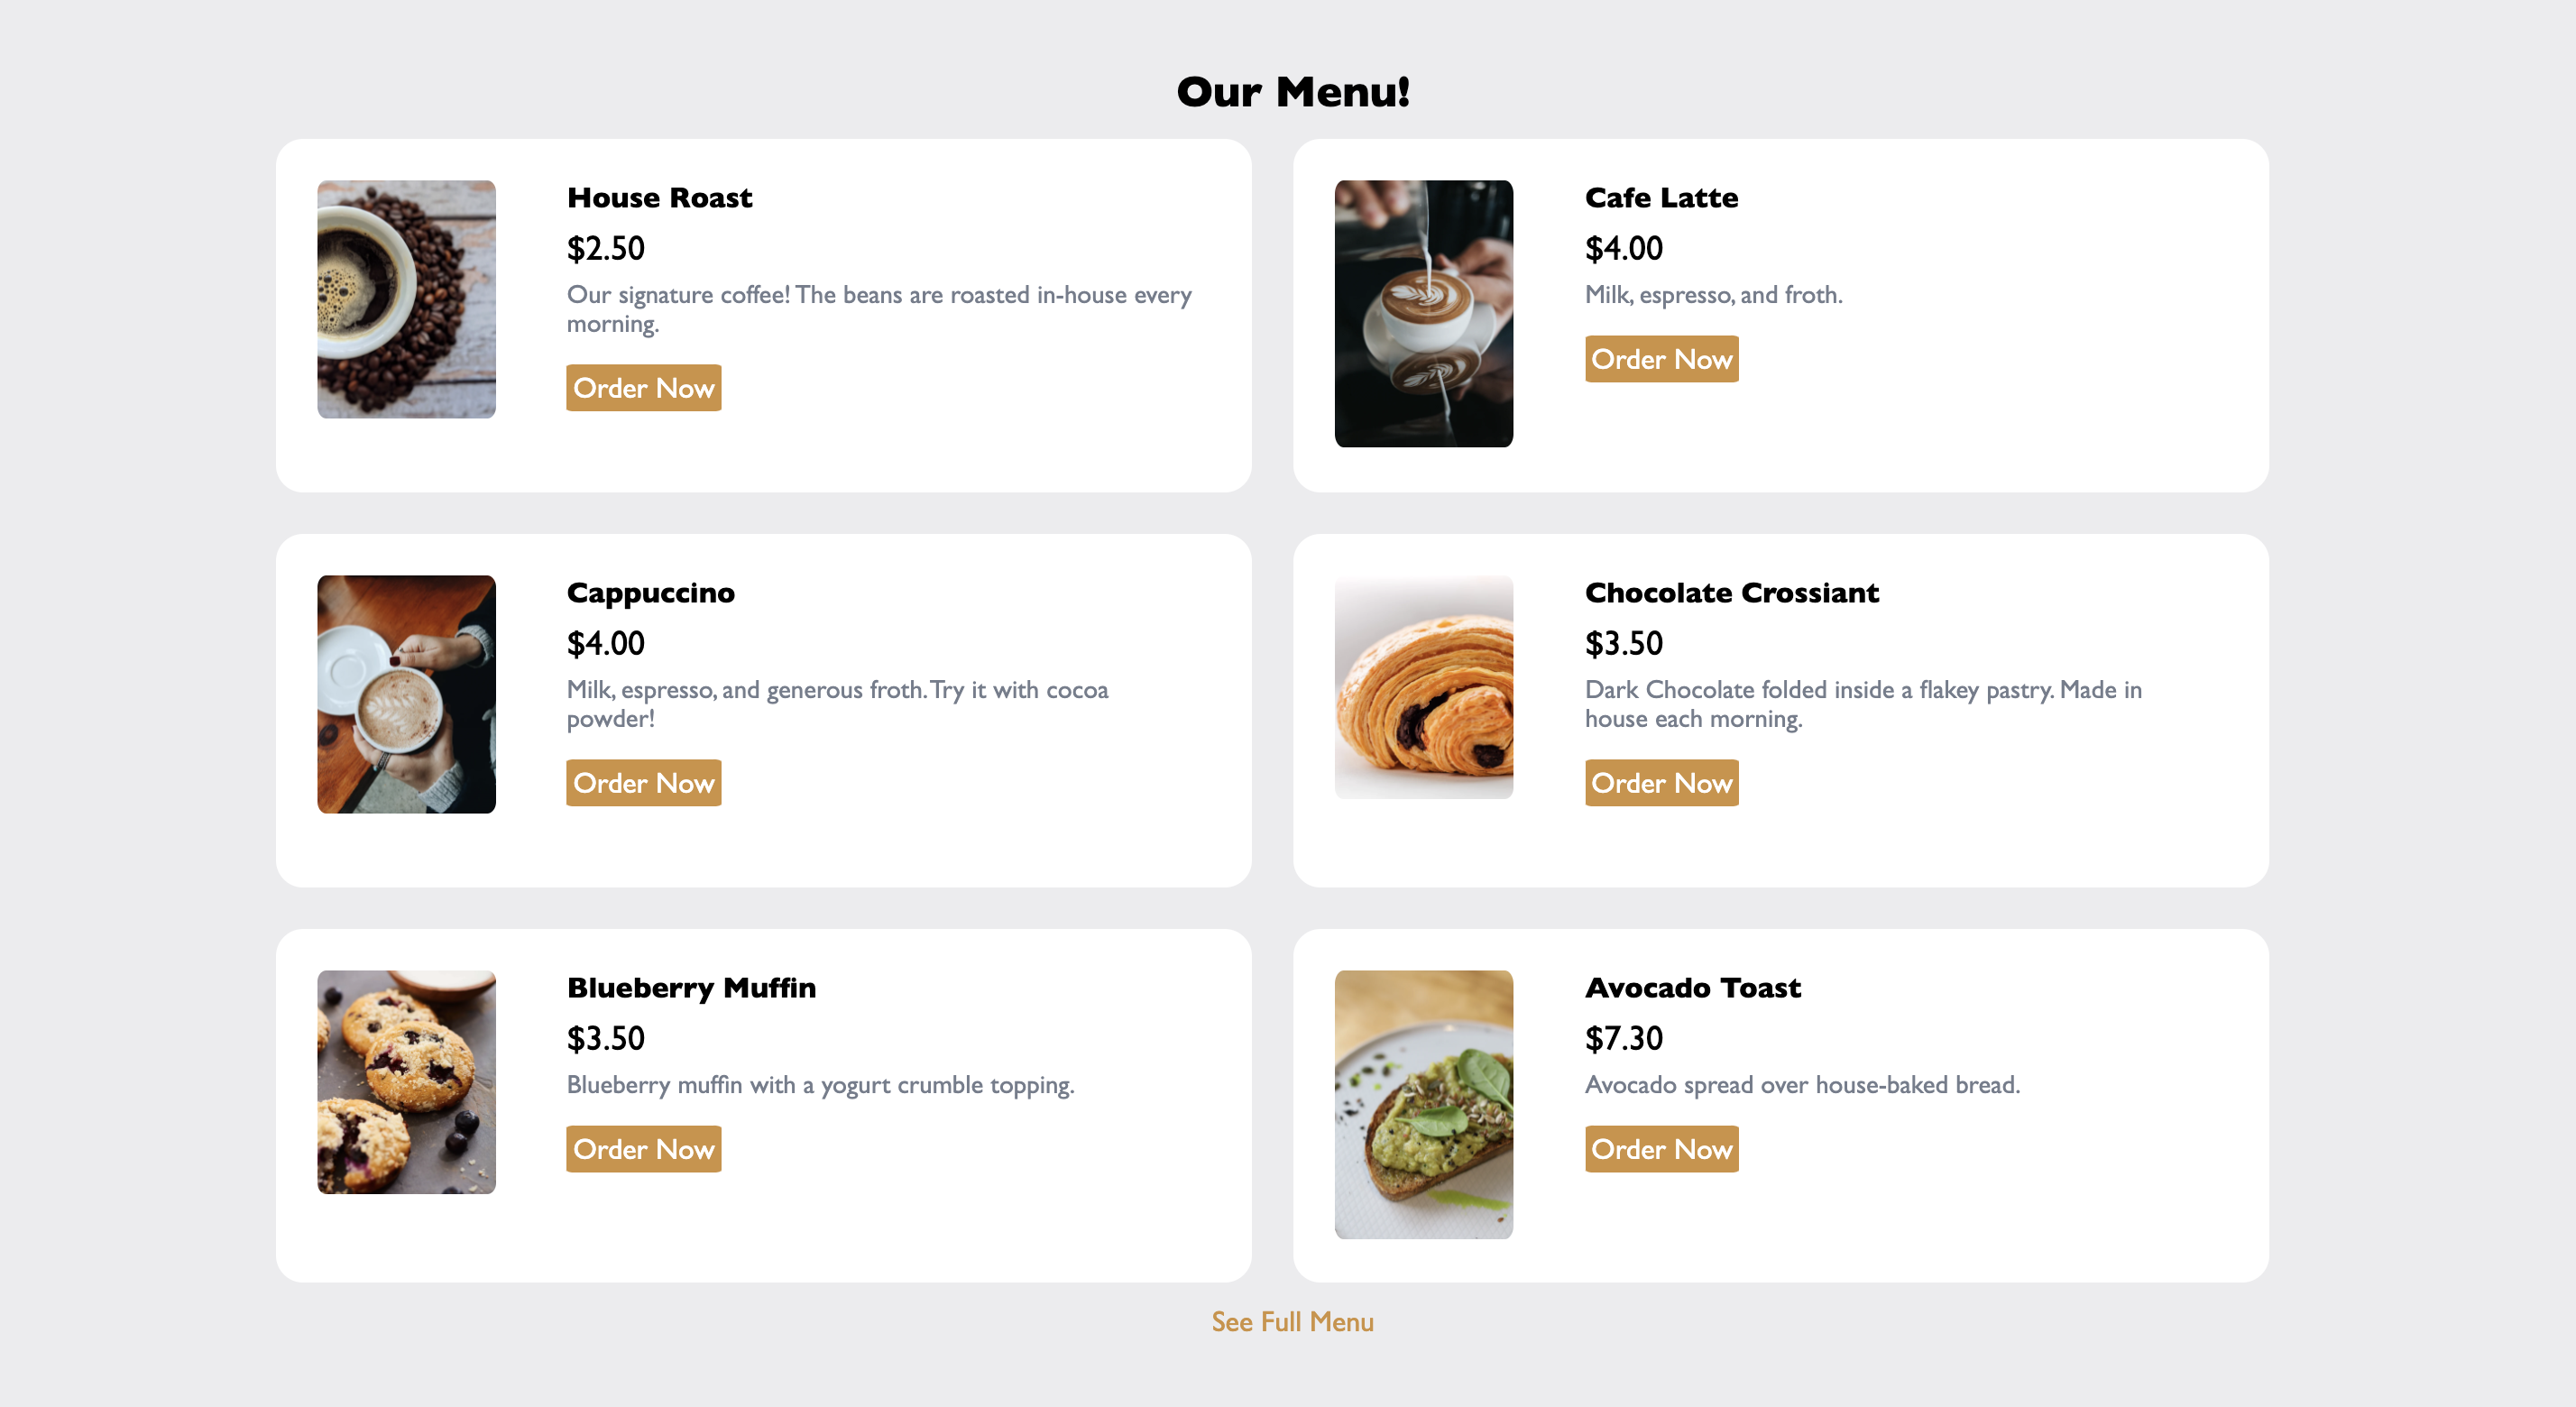 Our Menu!
House Roast
$2.50
Our signature coffee! The beans are roasted in-house every
morning.
Order Now
Cafe Latte
$4.00
Milk, espresso, and froth.
Order Now
Cappuccino
$4.00
Milk, espresso, and generous froth. Try it with cocoa
powder!
Order Now
Chocolate Crossiant
$3.50
Dark Chocolate folded inside a flakey pastry. Made in
house each morning.
Order Now
Blueberry Muffin
$3.50
Blueberry muffin with a yogurt crumble topping.
Order Now
Avocado Toast
$7.30
Avocado spread over house-baked bread.
Order Now
See Full Menu